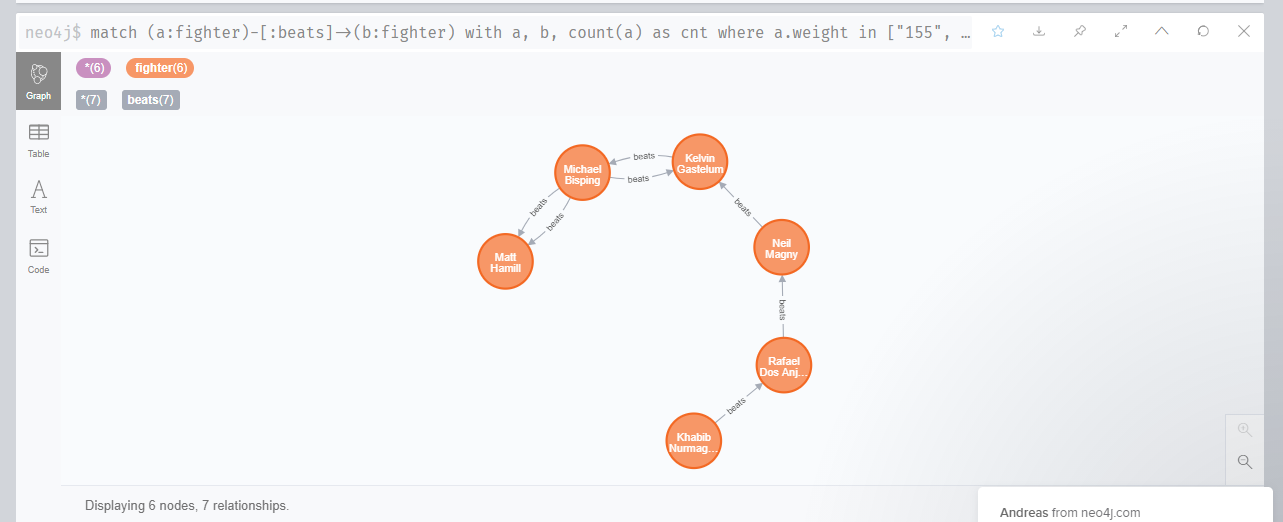 neo4j$ match (a:fighter)-[:beats]->(b:fighter) with a, b, count(a) as cnt where a.weight in ["155", …
*(6) fighter(6)
*(7) beats(7)
Graph
Table
Text
Code
Michael
Bisping
beats
beats
Kelvin
Gastelum
beats
beats
Matt
Hamill
beats
Neil
Magny
beats
Rafael
Dos Anj...
beats
Khabib
Nurmag...
Displaying 6 nodes, 7 relationships.
Andreas from neo4j.com